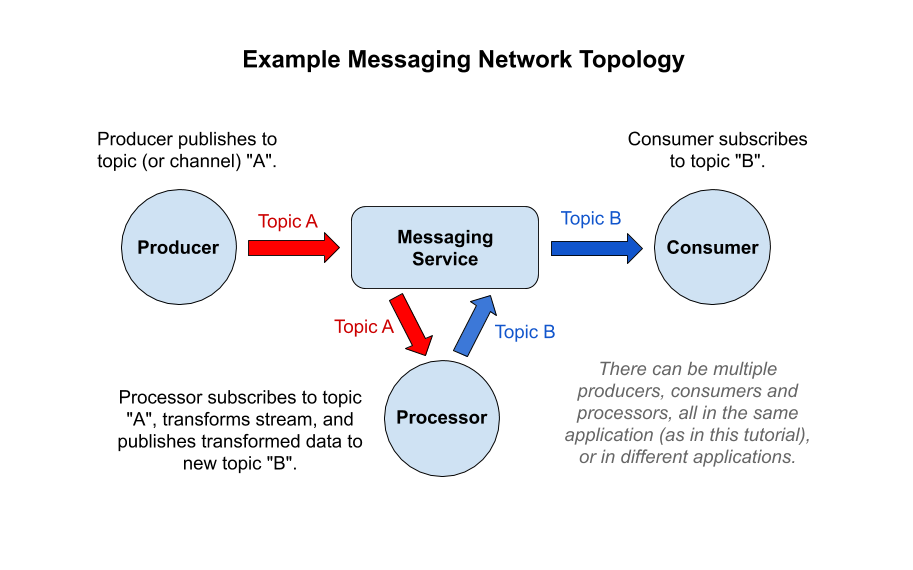 Example Messaging Network Topology
Producer publishes to
topic (or channel) "A".
Consumer subscribes
to topic "B".
Producer
Topic A
Messaging
Service
Topic B
Consumer
Topic A
Topic B
Processor
Processor subscribes to topic
"A", transforms stream, and
publishes transformed data to
new topic "B".
There can be multiple
producers, consumers and
processors, all in the same
application (as in this tutorial),
or in different applications.